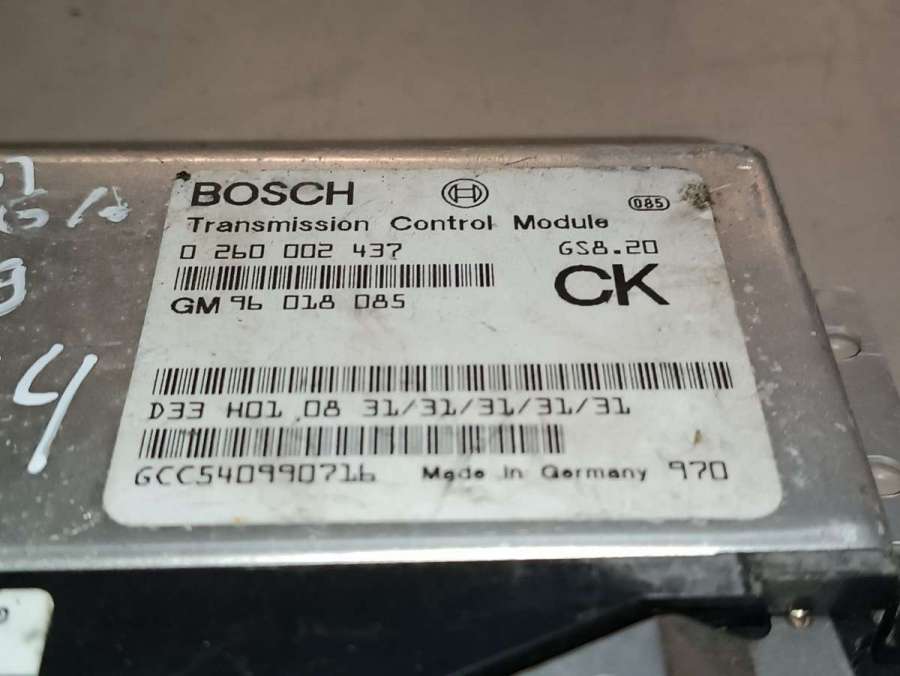 BOSCH
085
Transmission Control Module
0 260 002 437 GS8.20
CK
GM 96 018 085
4
D33 H01 08 31/31/31/31/31
GCC540990716 Made in Germany 970